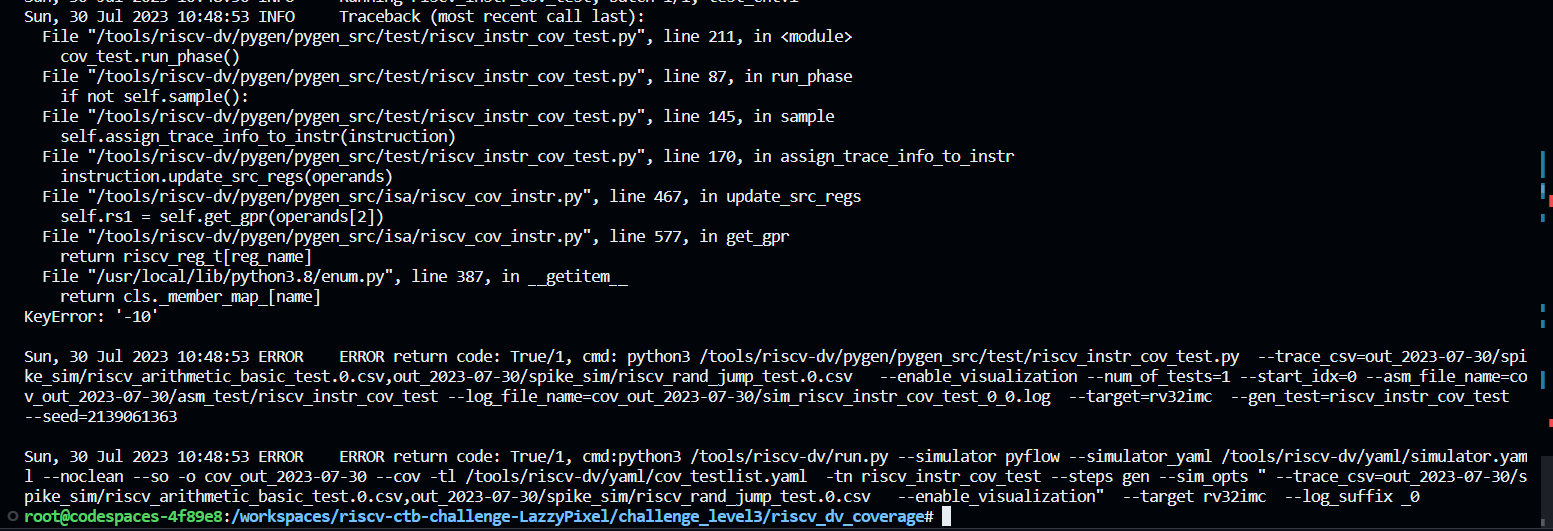 Sun, 30 Jul 2023 10:48:53 INFO     Traceback (most recent call last):
  File "/tools/riscv-dv/pygen/pygen_src/test/riscv_instr_cov_test.py", line 211, in <module>
    cov_test.run_phase()
  File "/tools/riscv-dv/pygen/pygen_src/test/riscv_instr_cov_test.py", line 87, in run_phase
    if not self.sample():
  File "/tools/riscv-dv/pygen/pygen_src/test/riscv_instr_cov_test.py", line 145, in sample
    self.assign_trace_info_to_instr(instruction)
  File "/tools/riscv-dv/pygen/pygen_src/test/riscv_instr_cov_test.py", line 170, in assign_trace_info_to_instr
    instruction.update_src_regs(operands)
  File "/tools/riscv-dv/pygen/pygen_src/isa/riscv_cov_instr.py", line 467, in update_src_regs
    self.rs1 = self.get_gpr(operands[2])
  File "/tools/riscv-dv/pygen/pygen_src/isa/riscv_cov_instr.py", line 577, in get_gpr
    return riscv_reg_t[reg_name]
  File "/usr/local/lib/python3.8/enum.py", line 387, in __getitem__
    return cls._member_map_[name]
KeyError: '-10'
Sun, 30 Jul 2023 10:48:53 ERROR    ERROR return code: True/1, cmd: python3 /tools/riscv-dv/pygen/pygen_src/test/riscv_instr_cov_test.py  --trace_csv=out_2023-07-30/spi
ke_sim/riscv_arithmetic_basic_test.0.csv,out_2023-07-30/spike_sim/riscv_rand_jump_test.0.csv   --enable_visualization --num_of_tests=1 --start_idx=0 --asm_file_name=co
v_out_2023-07-30/asm_test/riscv_instr_cov_test --log_file_name=cov_out_2023-07-30/sim_riscv_instr_cov_test_0_0.log  --target=rv32imc  --gen_test=riscv_instr_cov_test
--seed=2139061363
Sun, 30 Jul 2023 10:48:53 ERROR    ERROR return code: True/1, cmd:python3 /tools/riscv-dv/run.py --simulator pyflow --simulator_yaml /tools/riscv-dv/yaml/simulator.yam
l --noclean --so -o cov_out_2023-07-30 --cov -tl /tools/riscv-dv/yaml/cov_testlist.yaml  -tn riscv_instr_cov_test --steps gen --sim_opts " --trace_csv=out_2023-07-30/s
pike_sim/riscv_arithmetic_basic_test.0.csv,out_2023-07-30/spike_sim/riscv_rand_jump_test.0.csv   --enable_visualization"  --target rv32imc  --log_suffix _0
root@codespaces-4f89e8:/workspaces/riscv-ctb-challenge-LazzyPixel/challenge_level3/riscv_dv_coverage#